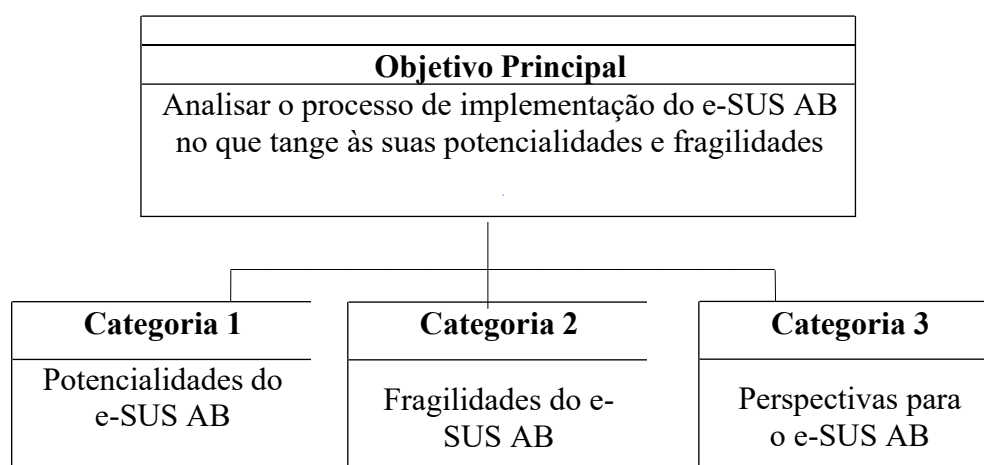 Objetivo Principal
Analisar o processo de implementação do e-SUS AB
no que tange às suas potencialidades e fragilidades
Categoria 1
Potencialidades do
e-SUS AB
Categoria 2
Fragilidades do e-
SUS AB
Categoria 3
Perspectivas para
o e-SUS AB